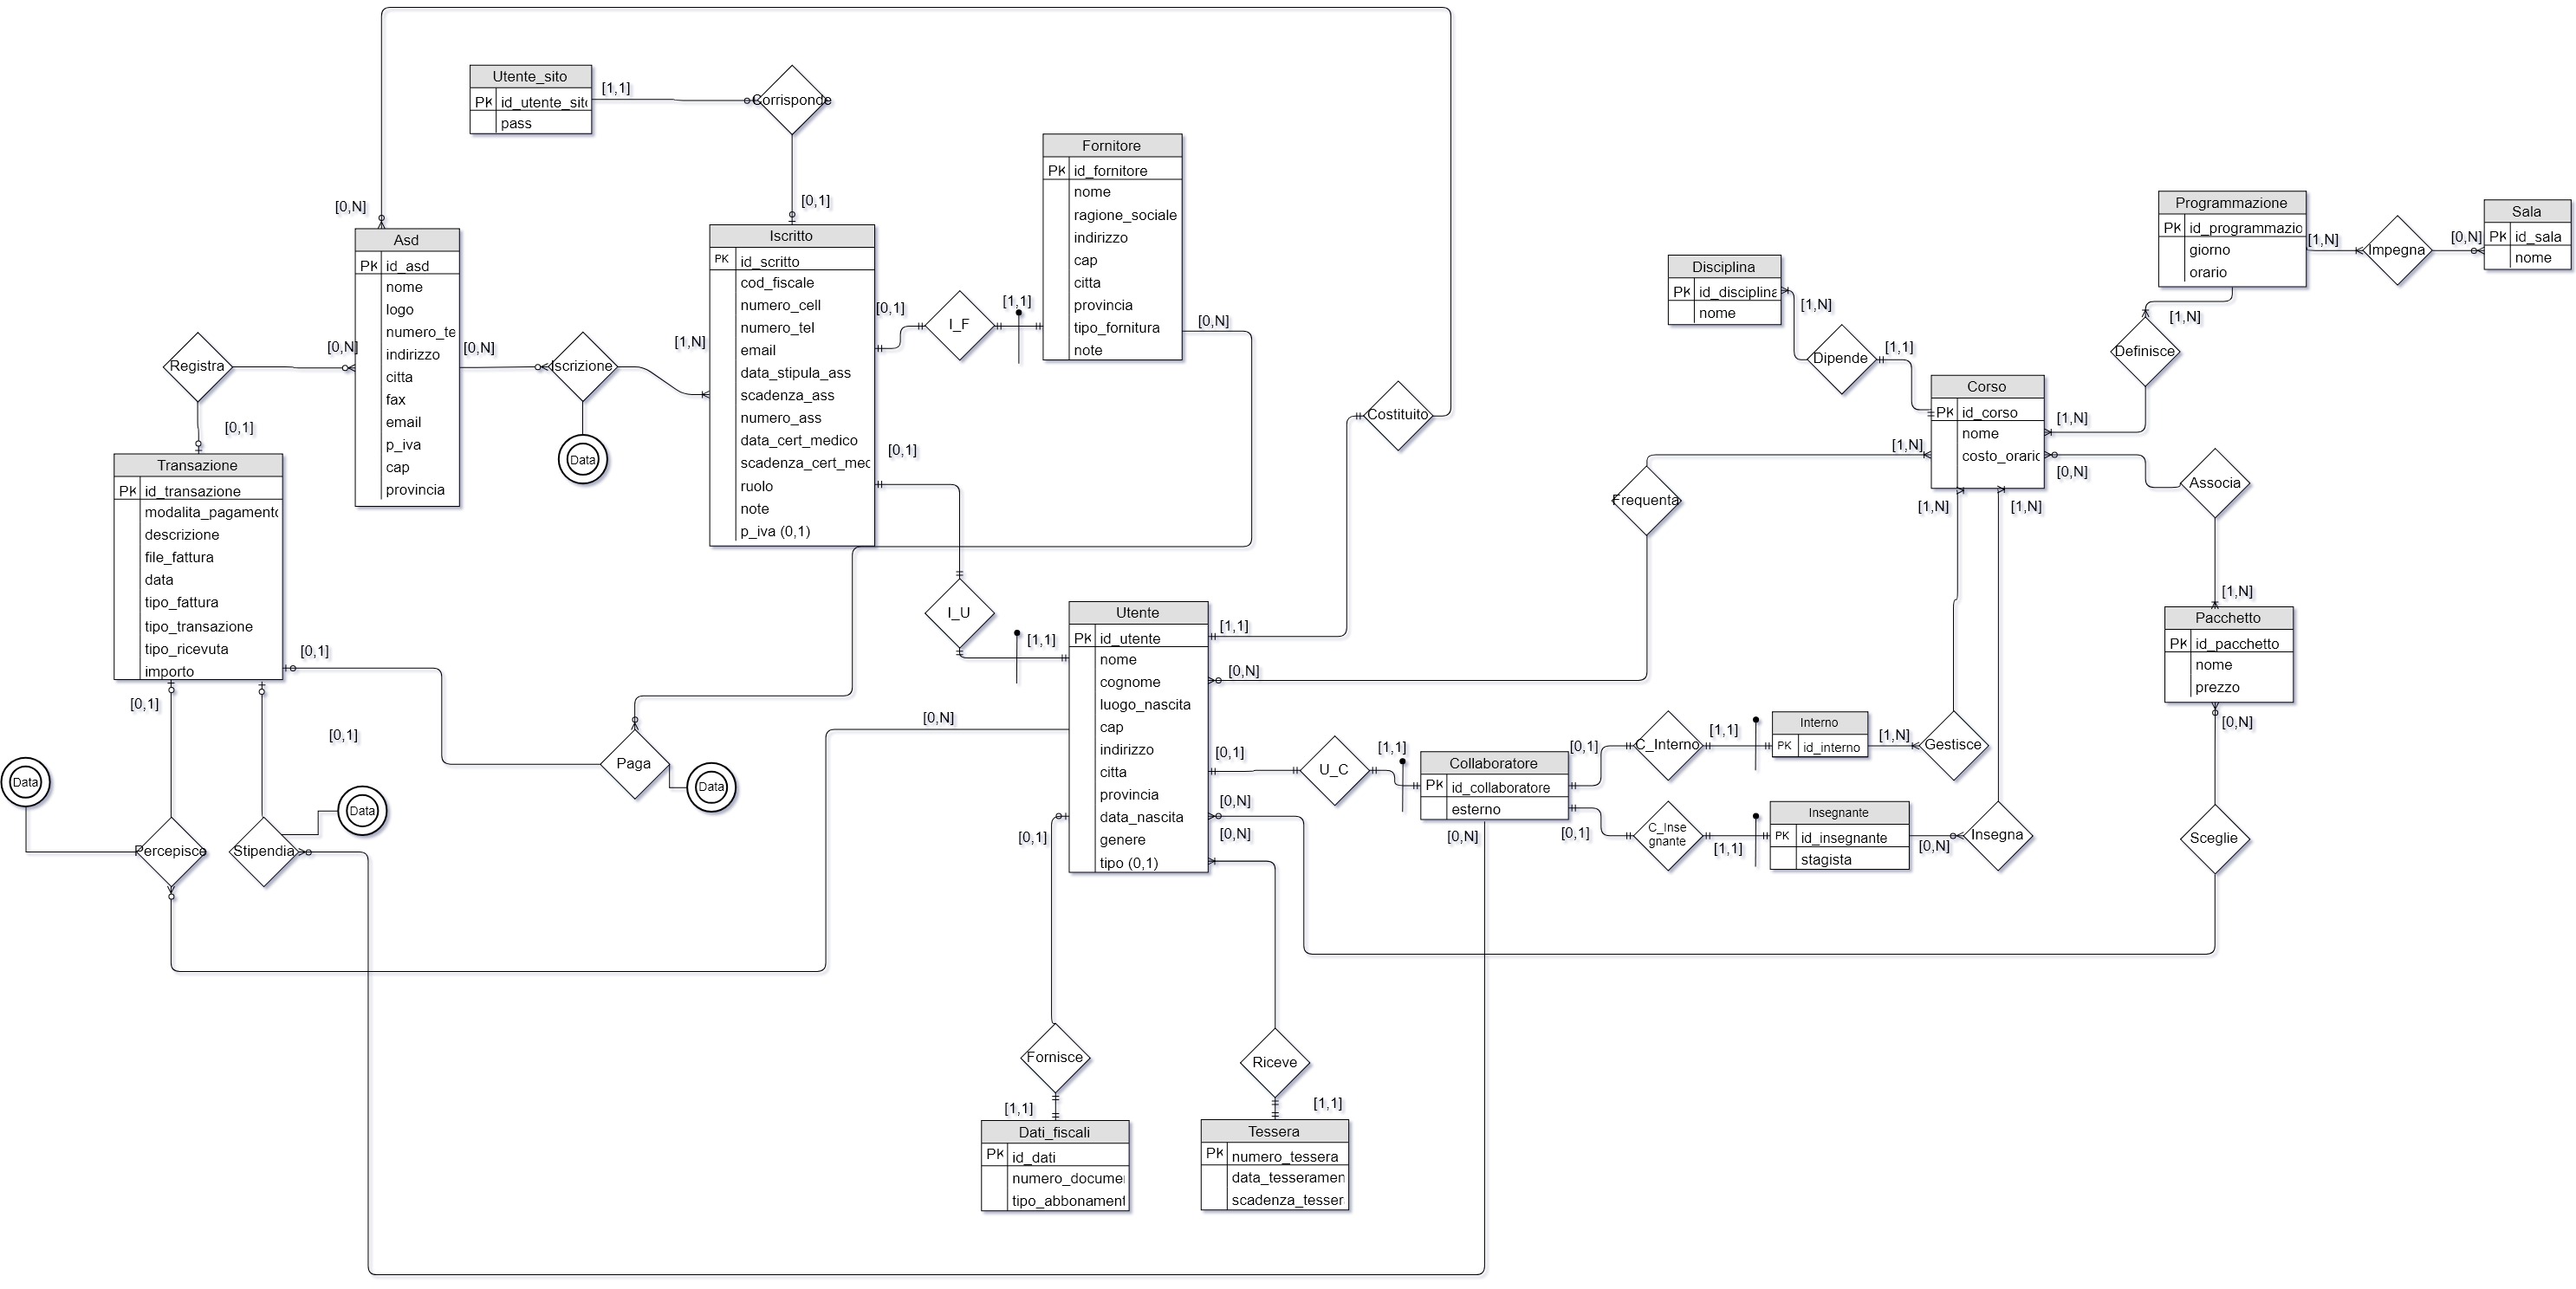 Utente_sito
PK id_utente_sit
pass
[1,1]
Corrisponde
[0,1]
Fornitore
PK id_fornitore
nome
ragione_sociale
indirizzo
cap
citta
provincia
tipo_fornitura
note
[0,N]
[0,N]
Asd
PK id_asd
nome
logo
numero_te
indirizzo
citta
fax
email
p_iva
cap
provincia
[0,N]
[0,N]
Registra
[0,1]
Iscrizione
Data
[1,N]
Iscritto
PK id_scritto
cod_fiscale
numero_cell
numero_tel
email
data_stipula_ass
scadenza_ass
numero_ass
data_cert_medico
scadenza_cert_med
ruolo
note
p_iva (0,1)
[0,1]
I_F
[1,1]
[0,1]
I_U
[1,1]
Transazione
PK id_transazione
modalita_pagamento
descrizione
file_fattura
data
tipo_fattura
tipo_transazione
tipo_ricevuta
importo
[0,1]
[0,1]
[0,1]
Data
Percepisce
Stipendia
Data
Paga
Data
[0,N]
Costituito
Utente
PK id_utente
nome
cognome
luogo_nascita
cap
indirizzo
citta
provincia
data_nascita
genere
tipo (0,1)
[1,1]
[0,N]
[0,1]
[0,N]
[0,N]
[0,1]
U_C
[1,1]
Collaboratore
PK id_collaboratore
esterno
[0,N]
[0,1]
C_Interno
[1,1]
Interno
PK id_interno
[1,N]
Gestisce
[0,1]
C_Inse
gnante
[1,1]
Insegnante
PK id_insegnante
stagista
[0,N]
Insegna
Frequenta
[1,N]
Disciplina
PK id_disciplina
nome
[1,N]
Dipende
[1,1]
Corso
PK id_corso
nome
costo_orario
[1,N]
[0,N]
[1,N]
[1,N]
Programmazione
PK id_programmazio
giorno
orario
[1,N]
Impegna
[0,N]
Sala
PK id_sala
nome
[1,N]
Definisce
Associa
[1,N]
Pacchetto
PK id_pacchetto
nome
prezzo
[0,N]
Sceglie
Fornisce
[1,1]
Dati_fiscali
PK id_dati
numero_docume
tipo_abbonament
Riceve
[1,1]
Tessera
PK numero_tessera
data_tesseramen
scadenza_tesser